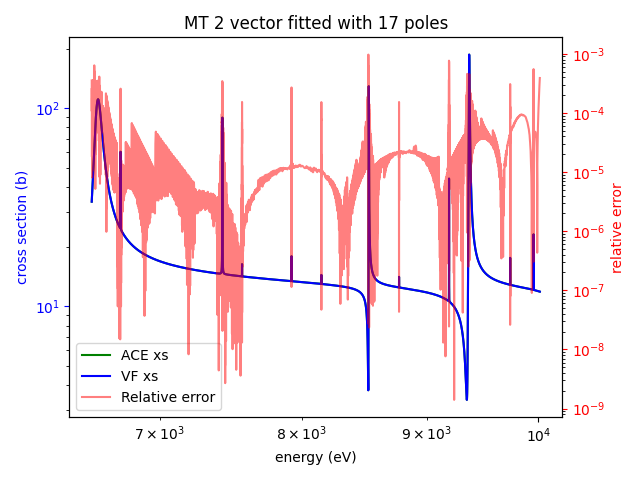 MT 2 vector fitted with 17 poles
10²
10¹
cross section (b)
10⁻³
10⁻⁴
10⁻⁵
10⁻⁶
10⁻⁷
10⁻⁸
10⁻⁹
relative error
ACE xs
VF xs
Relative error
7 × 10³ 8 × 10³ 9 × 10³ 10⁴
energy (eV)